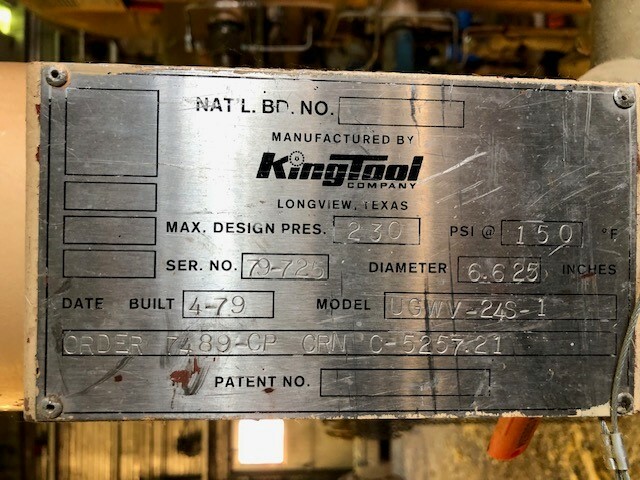 NAT'L. BD. NO.
MANUFACTURED BY
KingTool
COMPANY
LONGVIEW, TEXAS
MAX. DESIGN PRES. 230 PSI @ 150 °F
SER. NO. 79-725 DIAMETER 6.625 INCHES
DATE BUILT 4-79 MODEL UGWV-24S-1
ORDER 7489-CP CRN C-5257.21
PATENT NO.